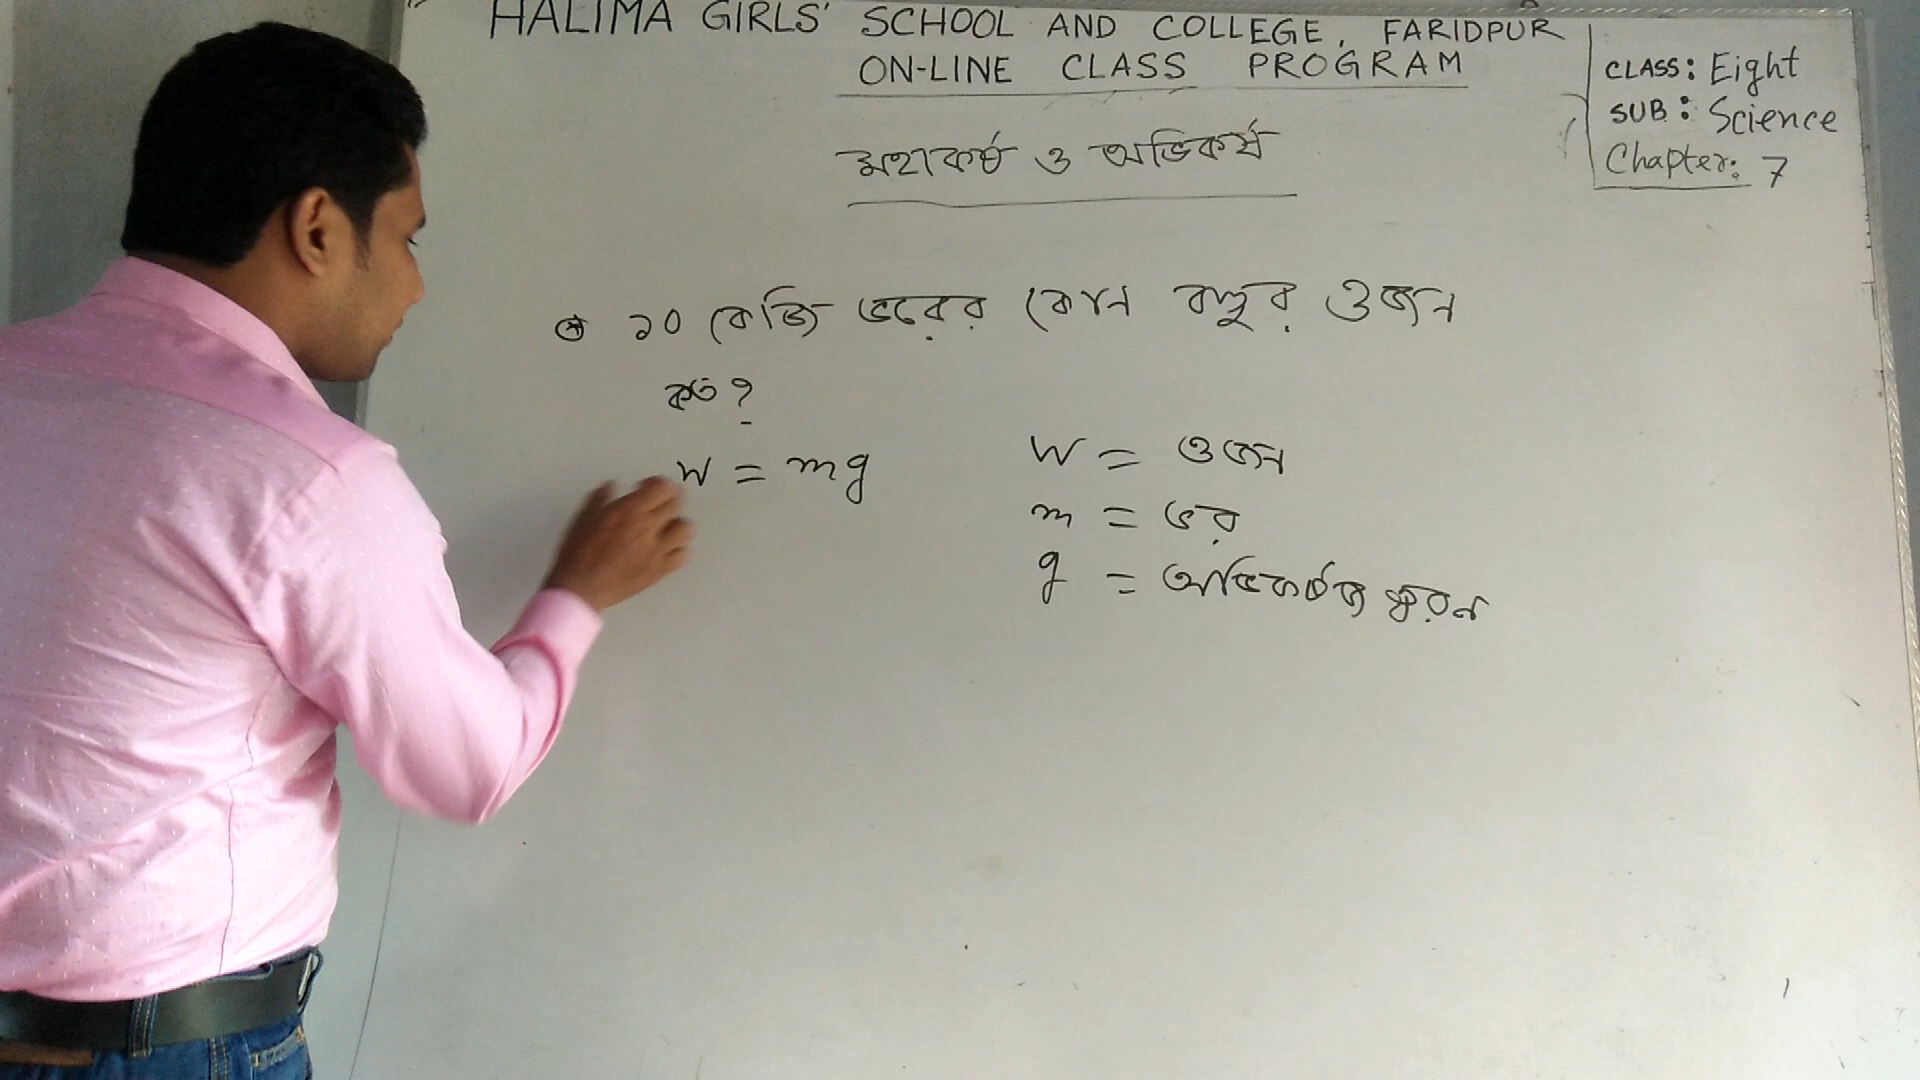 HALIMA GIRLS' SCHOOL AND COLLEGE, FARIDPUR
ON-LINE CLASS PROGRAM
CLASS: Eight
SUB: Science
Chapter: 7
মহাকর্ষ ও অভিকর্ষ
১০ কেজি ভরের কোন বস্তুর ওজন
কত?
W = mg
W = ওজন
m = ভর
g = অভিকর্ষজ ত্বরন